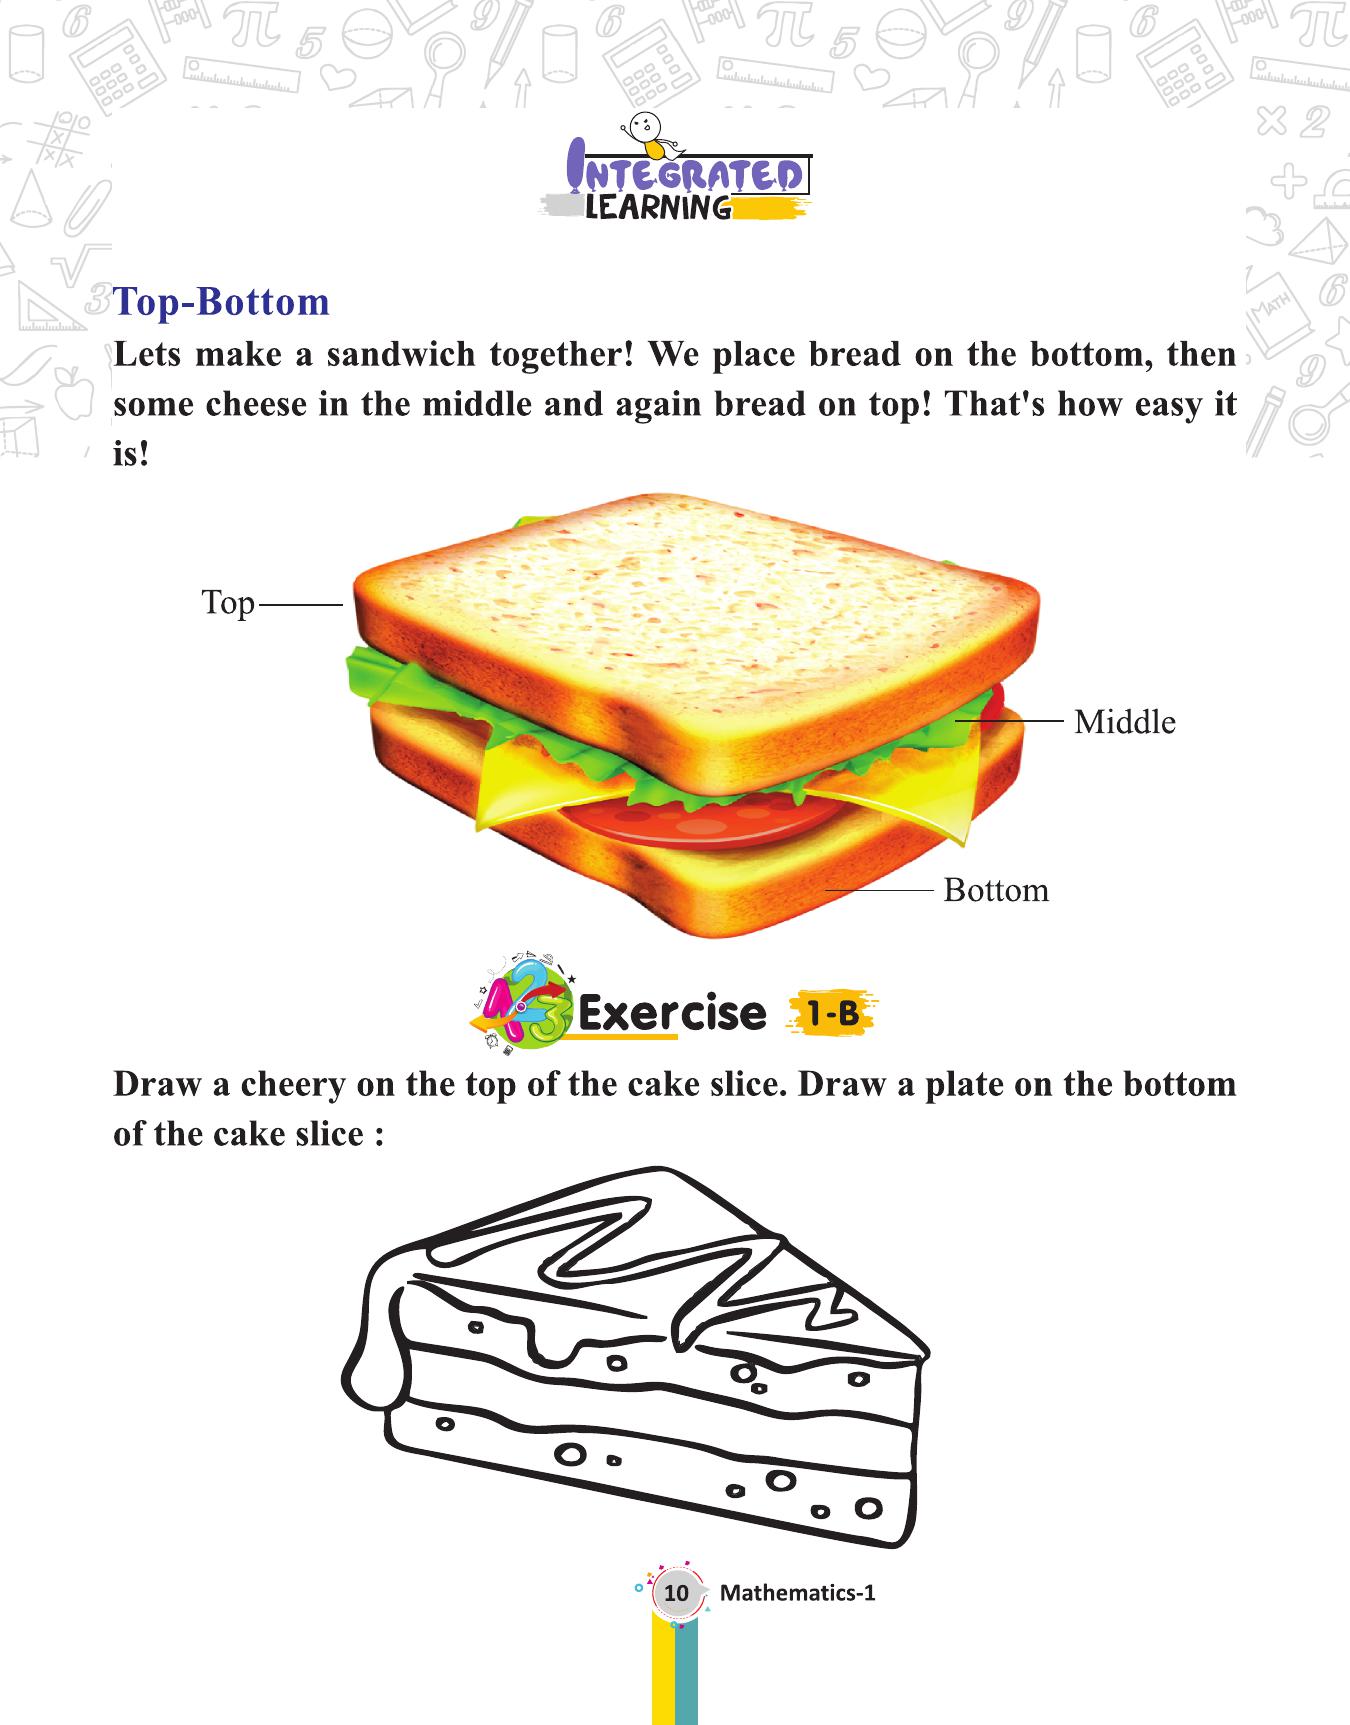 INTEGRATED
LEARNING
Top-Bottom
Lets make a sandwich together! We place bread on the bottom, then
some cheese in the middle and again bread on top! That's how easy it
is!
Top
Middle
Bottom
Exercise 1-B
Draw a cheery on the top of the cake slice. Draw a plate on the bottom
of the cake slice :
10 Mathematics-1